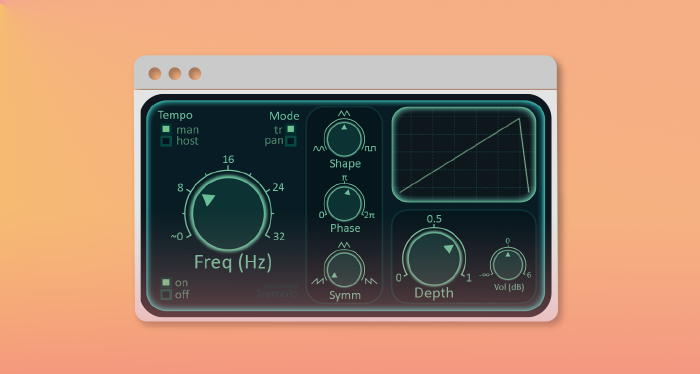 Tempo
man
host
Mode
tr
pan
16
8
24
~0
32
Freq (Hz)
on
off
Shape
π
0
2π
Phase
Symm
0.5
0
1
Depth
0
-∞
6
Vol (dB)